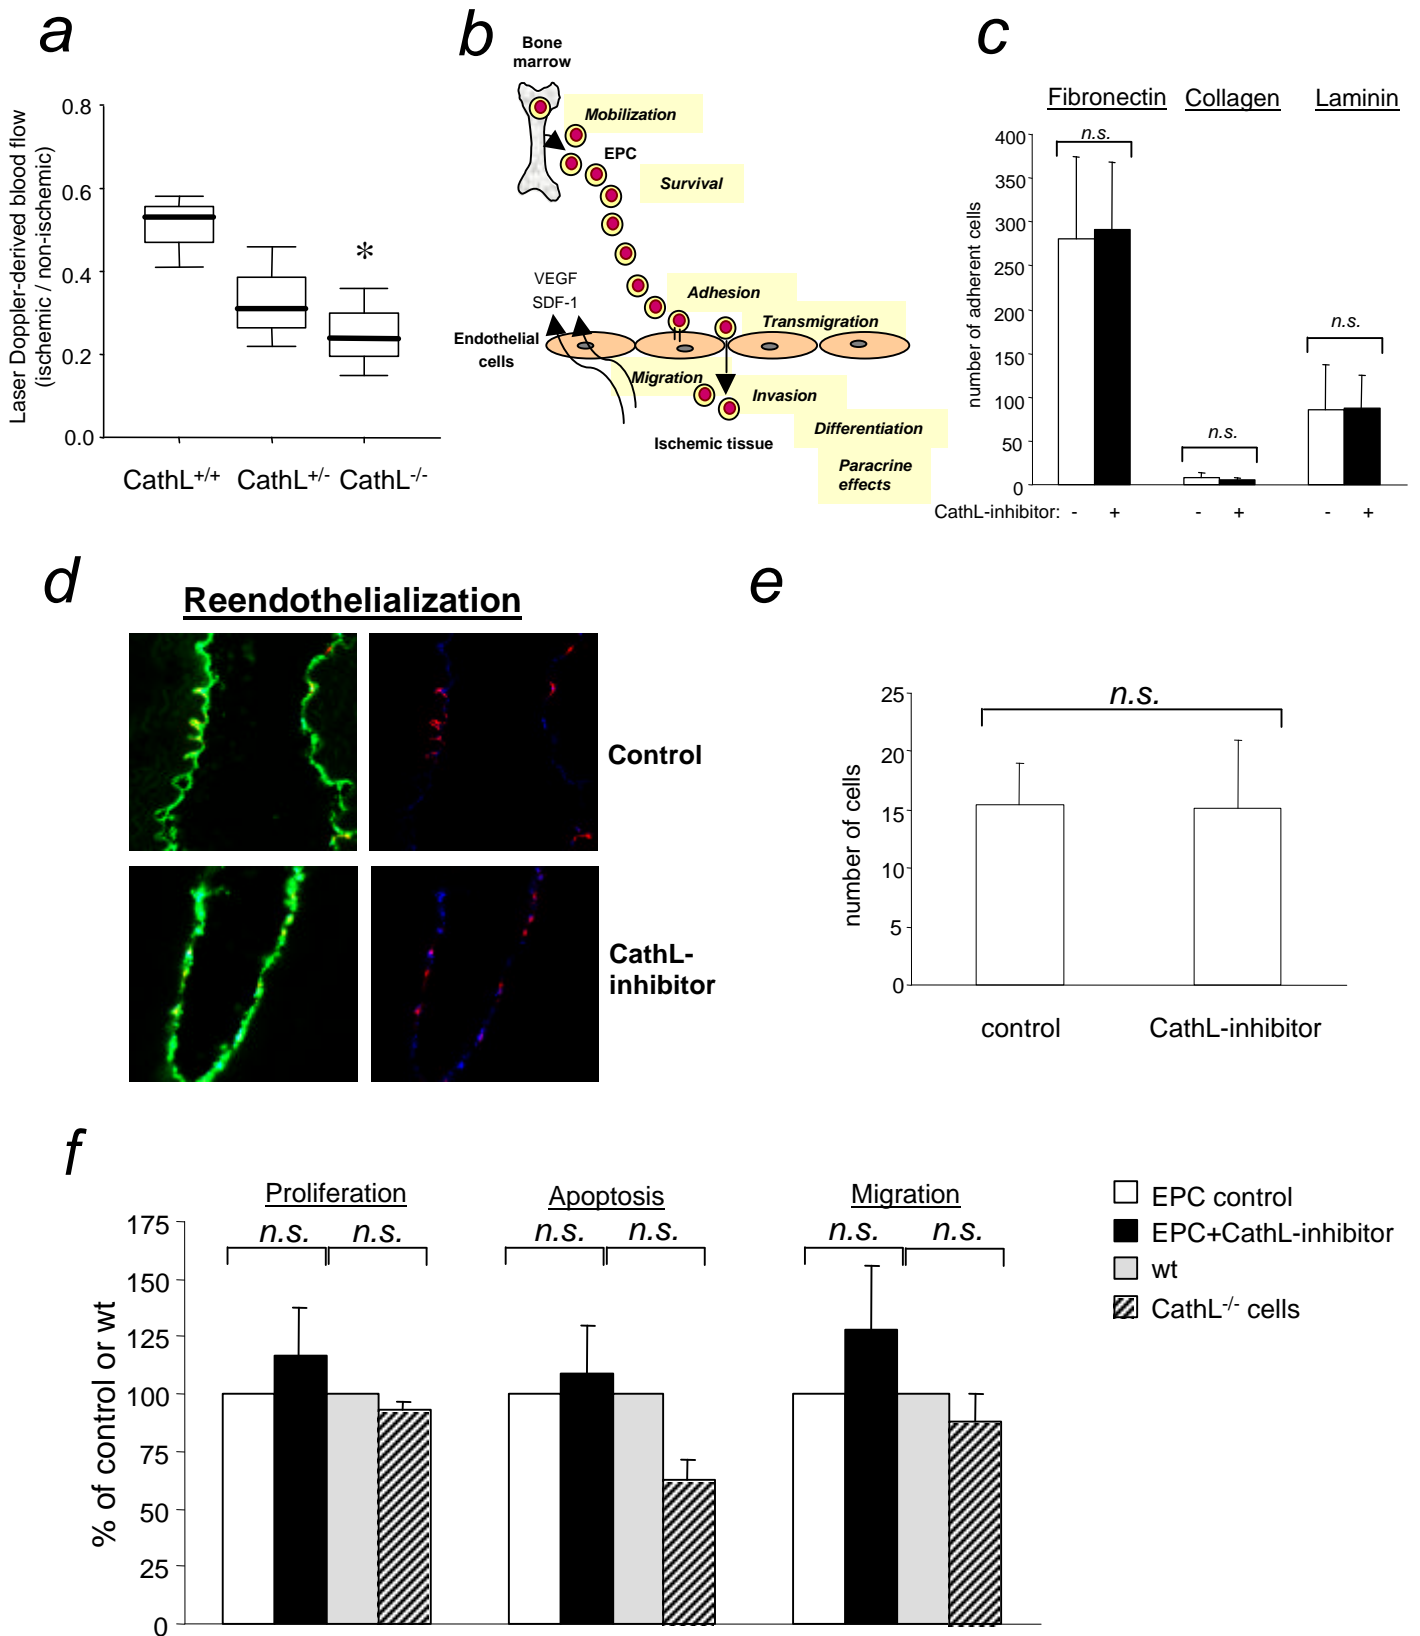 a
Laser Doppler-derived blood flow
(ischemic / non-ischemic)
0.8
0.6
0.4
0.2
0.0
*
CathL+/+ CathL+/- CathL-/-
b
Bone
marrow
Mobilization
EPC
Survival
VEGF
SDF-1
Adhesion
Transmigration
Endothelial
cells
Migration
Invasion
Ischemic tissue
Differentiation
Paracrine
effects
c
Fibronectin Collagen Laminin
number of adherent cells
400
350
300
250
200
150
100
50
0
n.s.
n.s.
n.s.
CathL-inhibitor: - + - + - +
d
Reendothelialization
Control
CathL-
inhibitor
e
number of cells
25
20
15
10
5
0
n.s.
control CathL-inhibitor
f
% of control or wt
175
150
125
100
75
50
25
0
Proliferation Apoptosis Migration
n.s. n.s. n.s. n.s. n.s. n.s.
EPC control
EPC+CathL-inhibitor
wt
CathL-/- cells